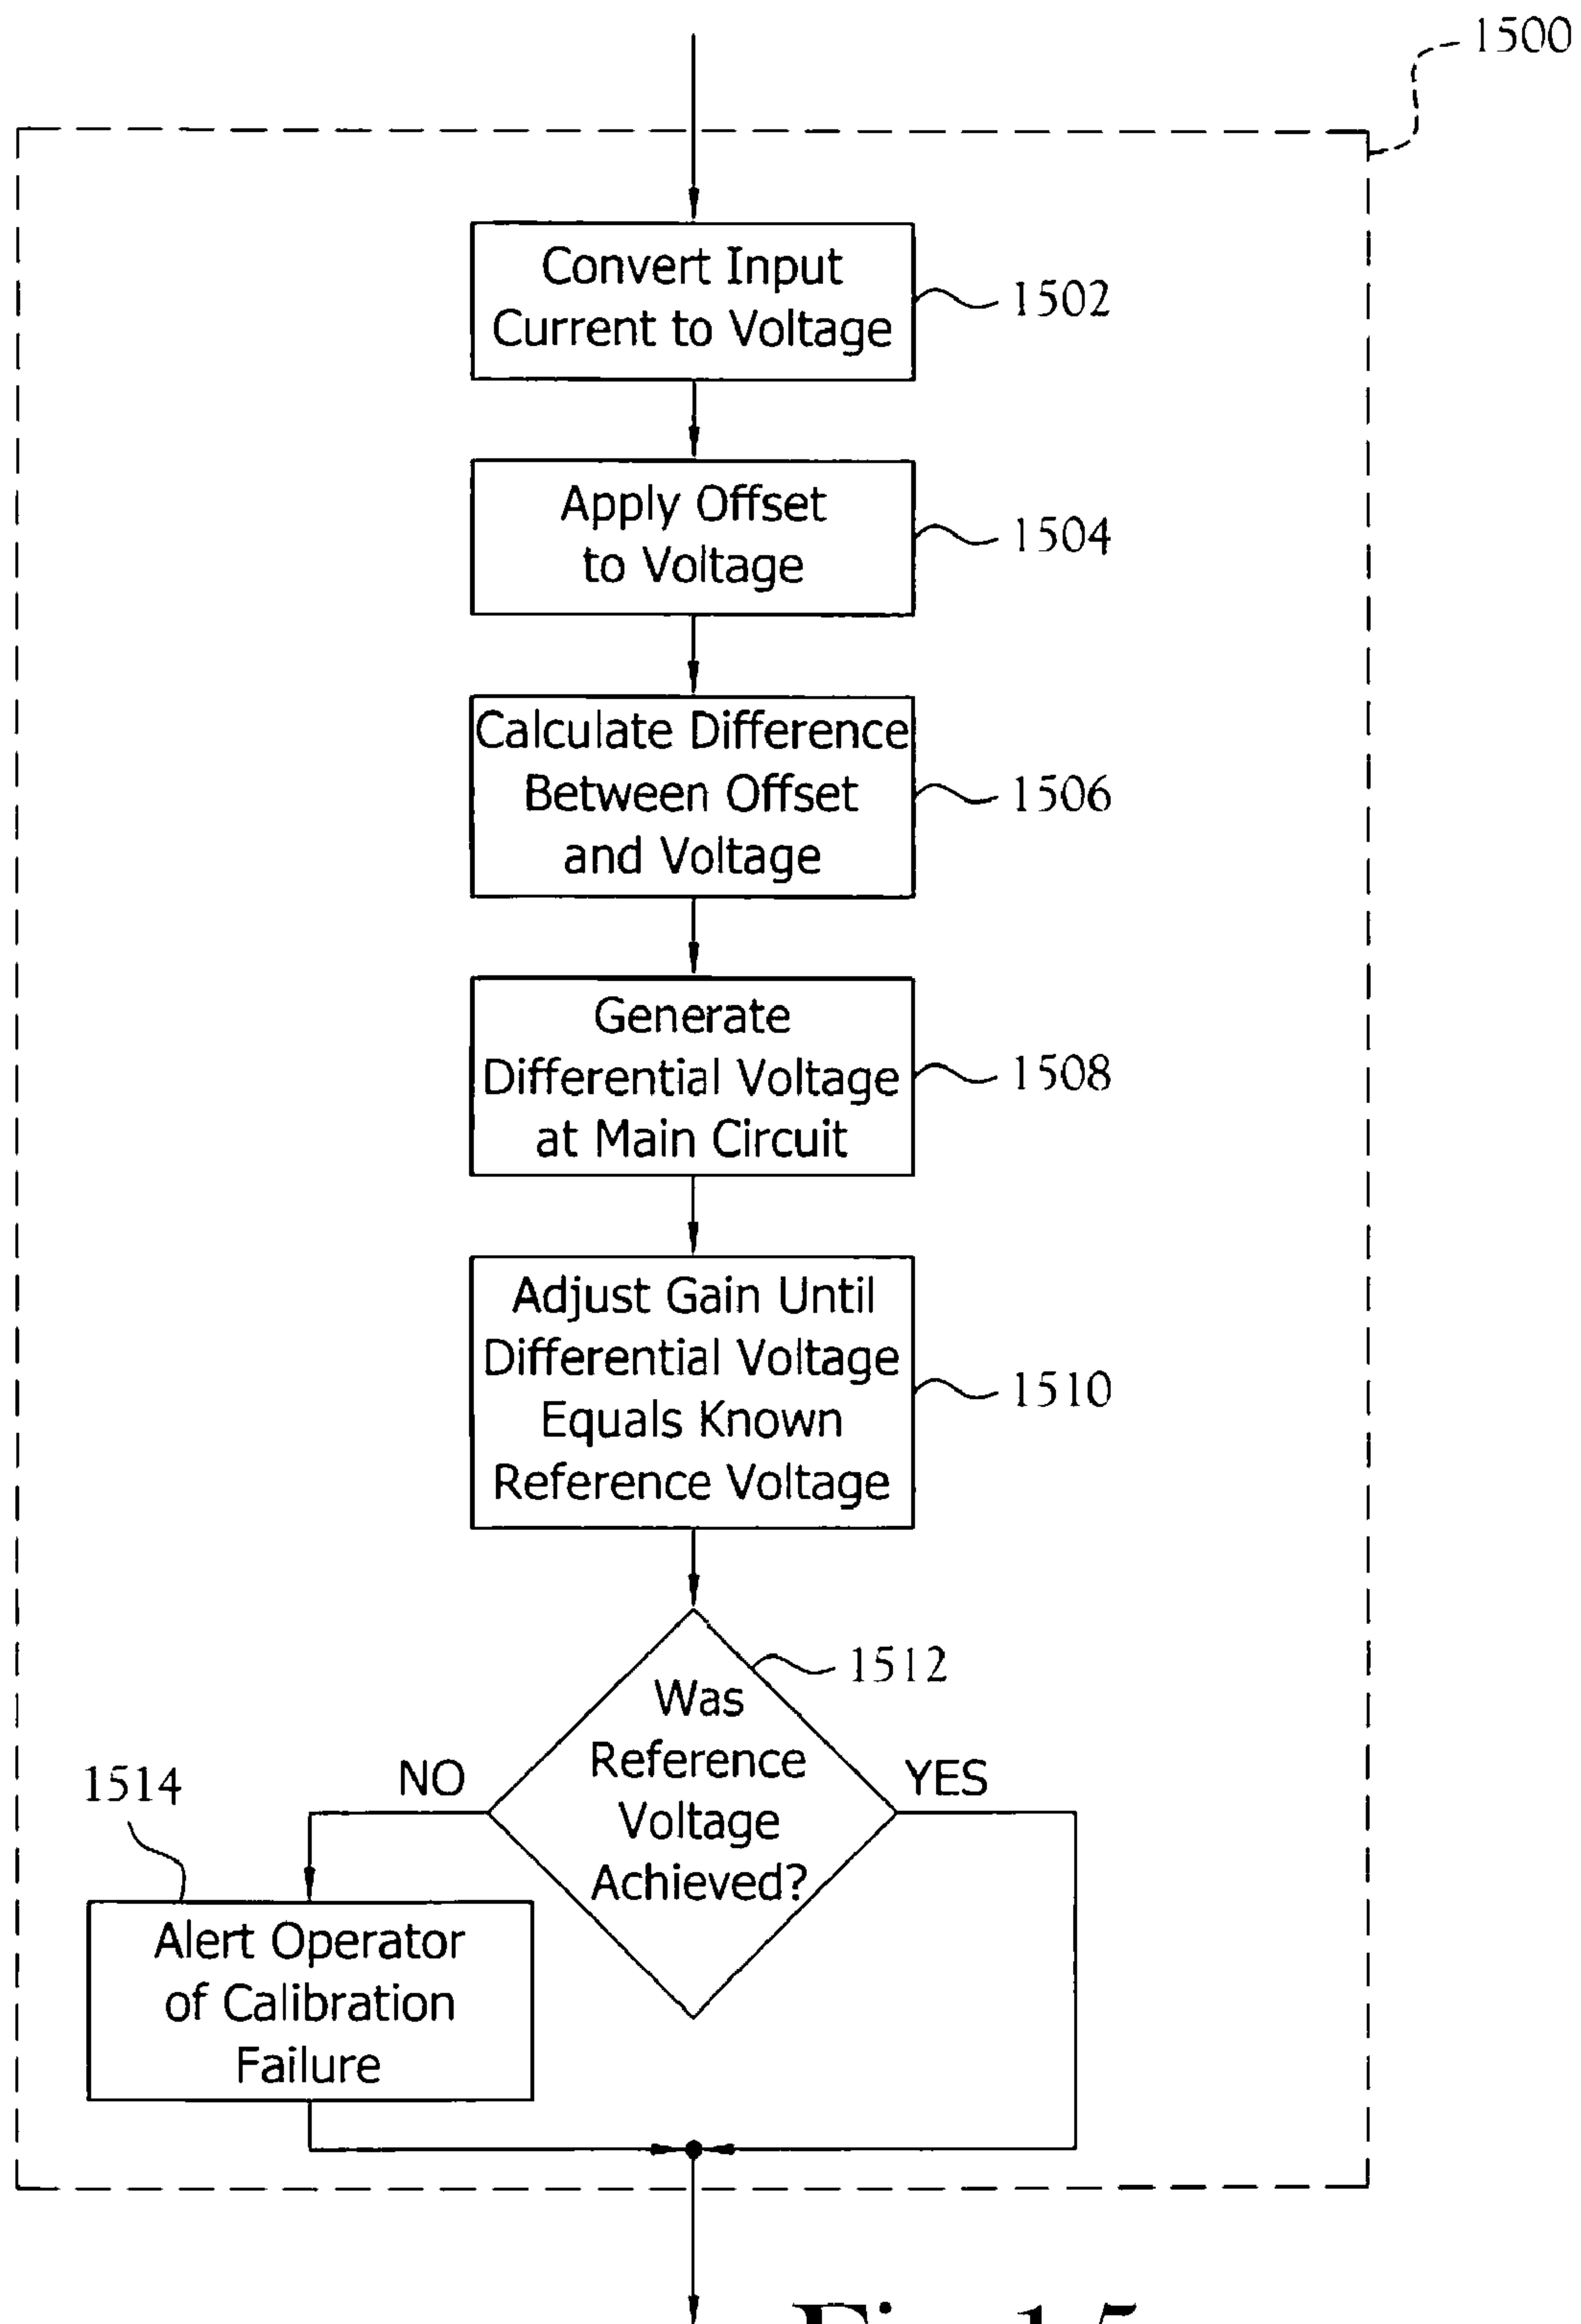 1500
Convert Input
Current to Voltage
1502
Apply Offset
to Voltage
1504
Calculate Difference
Between Offset
and Voltage
1506
Generate
Differential Voltage
at Main Circuit
1508
Adjust Gain Until
Differential Voltage
Equals Known
Reference Voltage
1510
1512
Was
Reference
Voltage
Achieved?
NO
YES
1514
Alert Operator
of Calibration
Failure